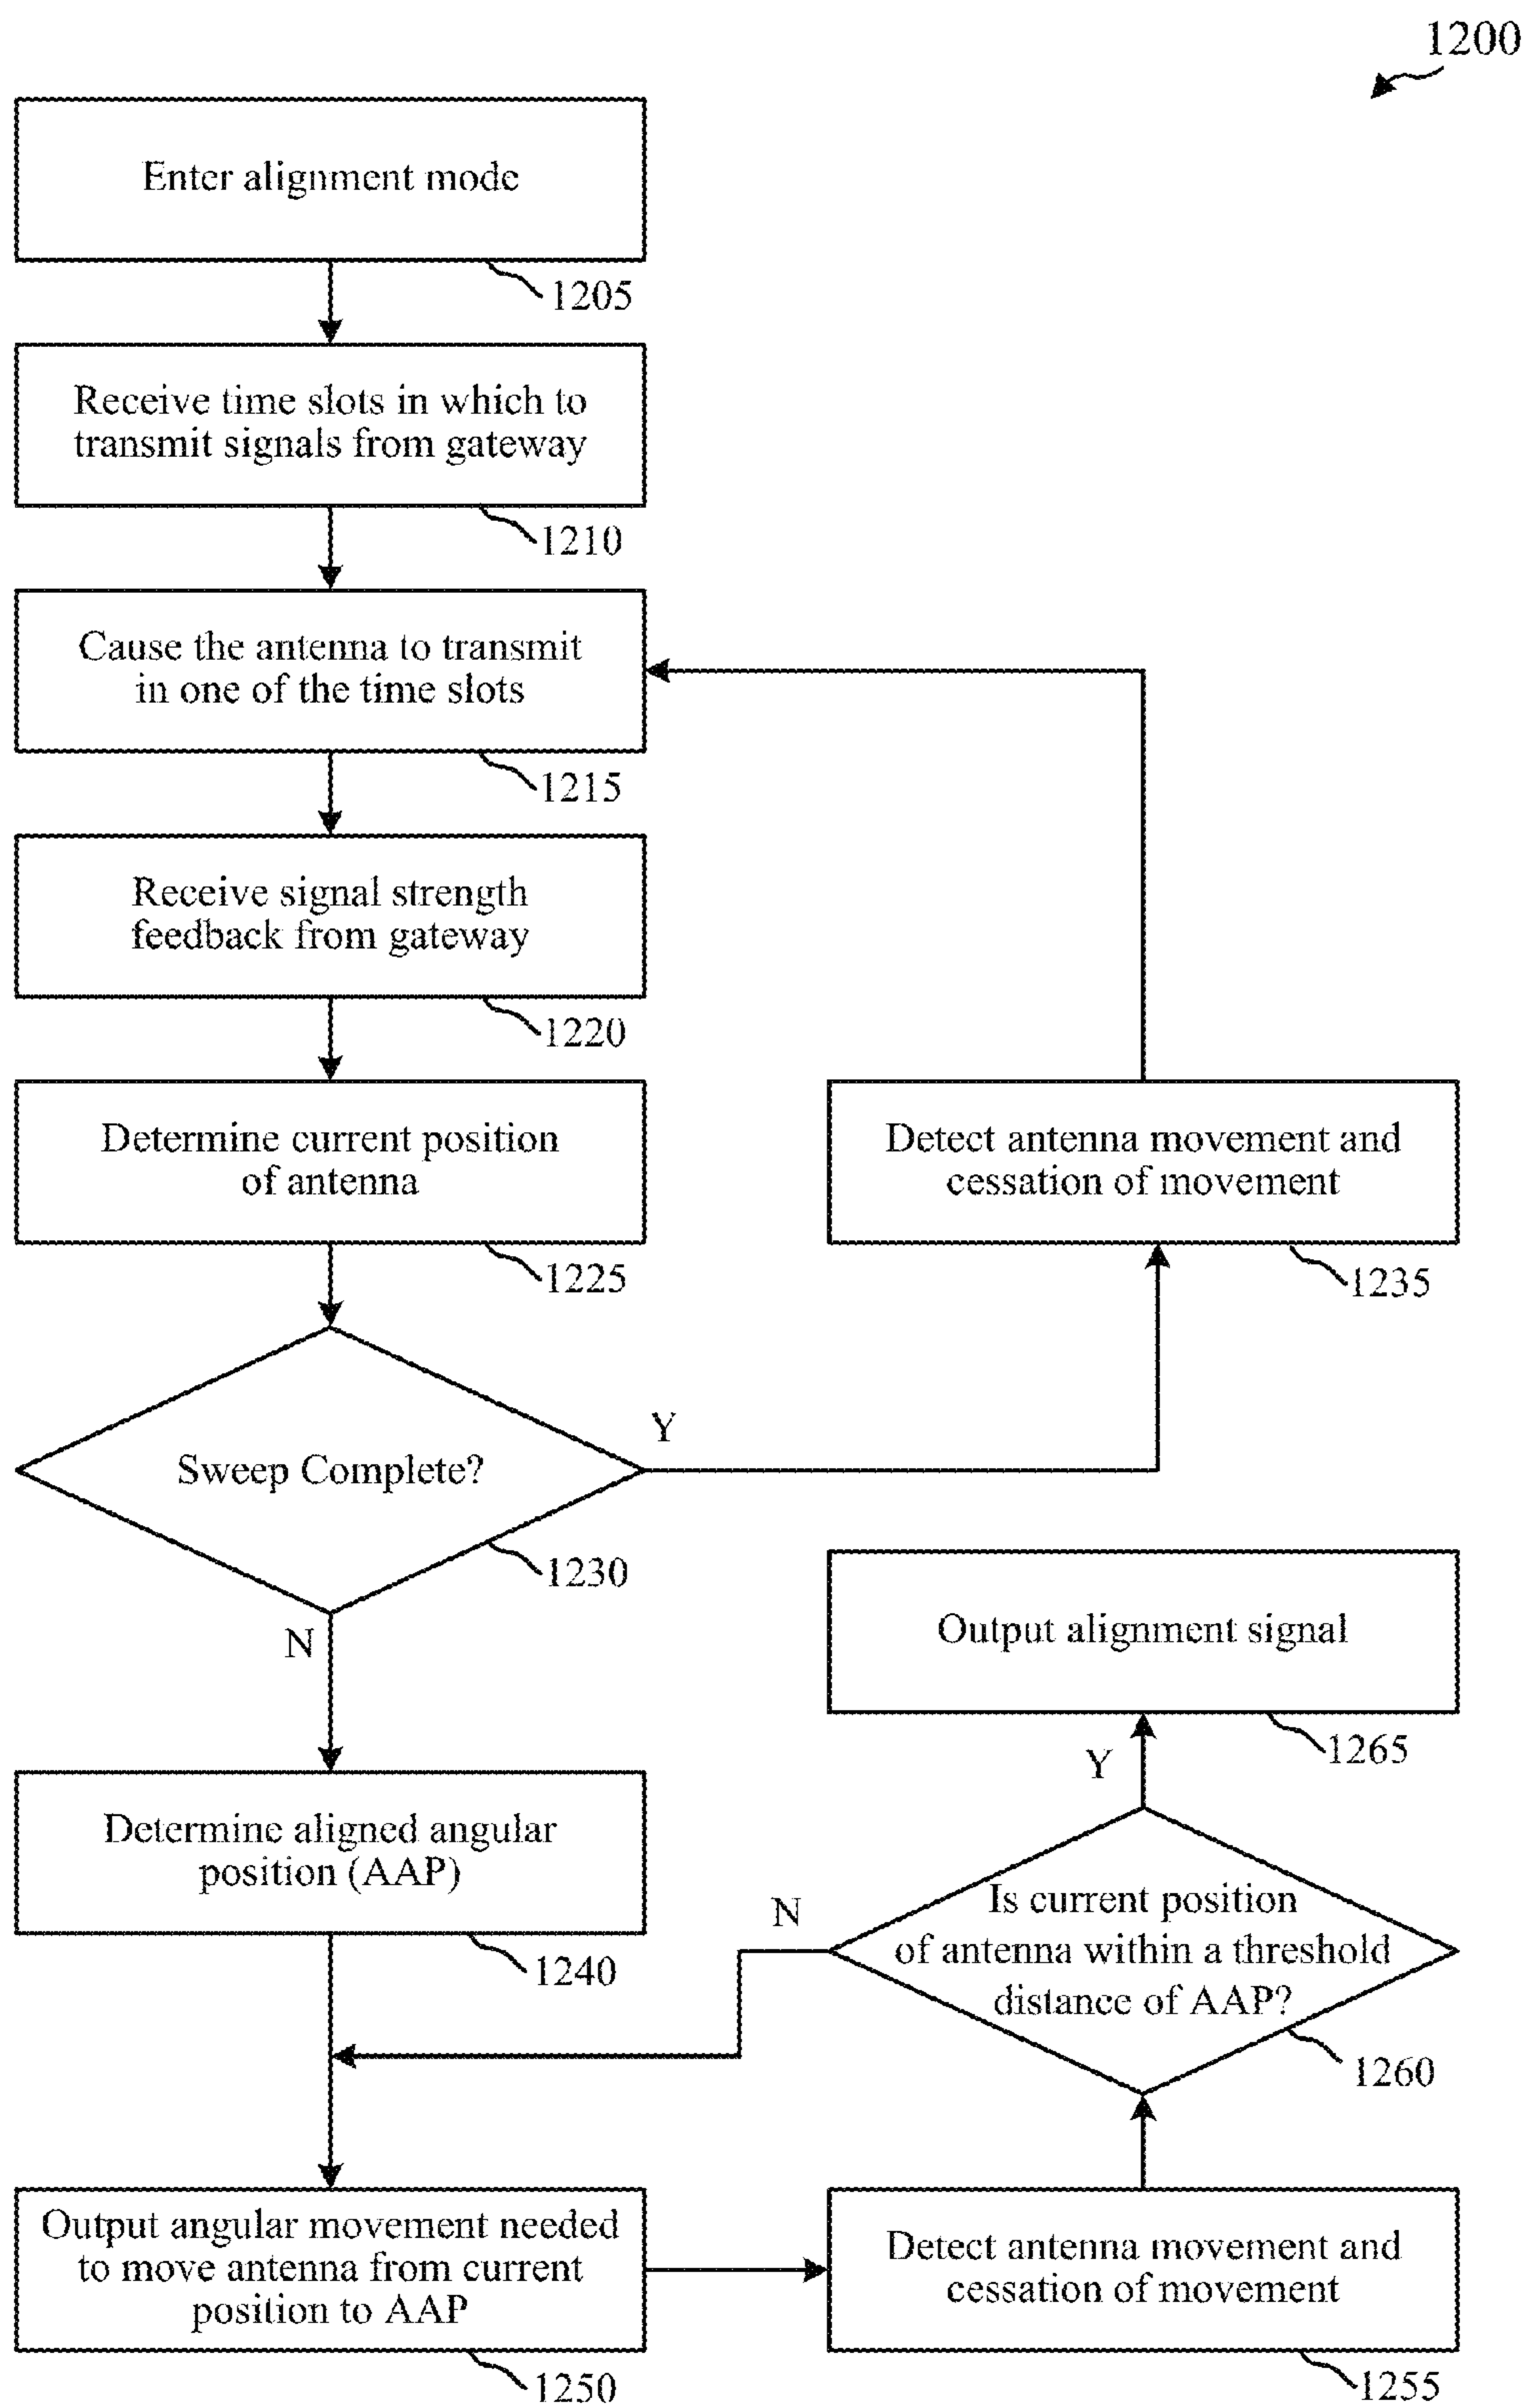 1200
Enter alignment mode
1205
Receive time slots in which to
transmit signals from gateway
1210
Cause the antenna to transmit
in one of the time slots
1215
Receive signal strength
feedback from gateway
1220
Determine current position
of antenna
1225
Detect antenna movement and
cessation of movement
1235
Sweep Complete?
Y
N
1230
Output alignment signal
1265
Y
Determine aligned angular
position (AAP)
1240
Is current position
of antenna within a threshold
distance of AAP?
N
1260
Output angular movement needed
to move antenna from current
position to AAP
1250
Detect antenna movement and
cessation of movement
1255